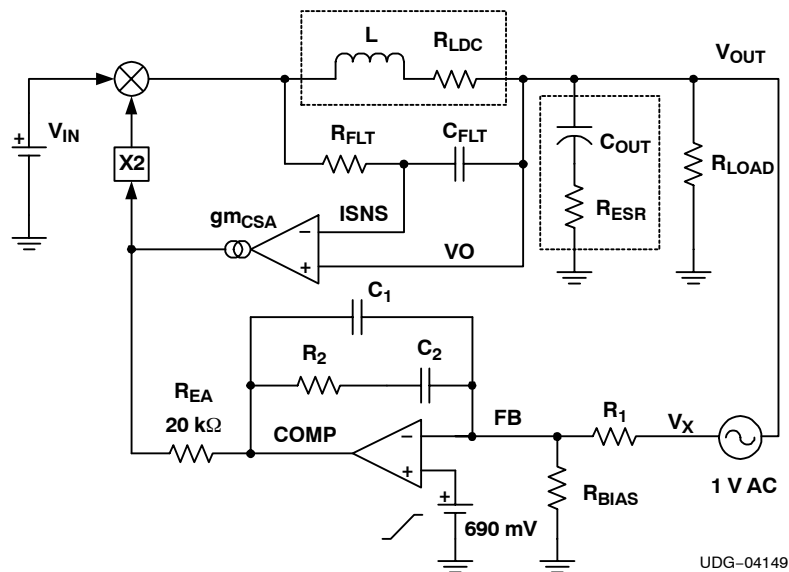 L
R_LDC
V_OUT
V_IN
X2
R_FLT
C_FLT
C_OUT
R_LOAD
R_ESR
gm_CSA
ISNS
VO
C_1
R_2
C_2
R_EA
20 kΩ
COMP
FB
R_1
V_X
1 V AC
R_BIAS
690 mV
UDG−04149